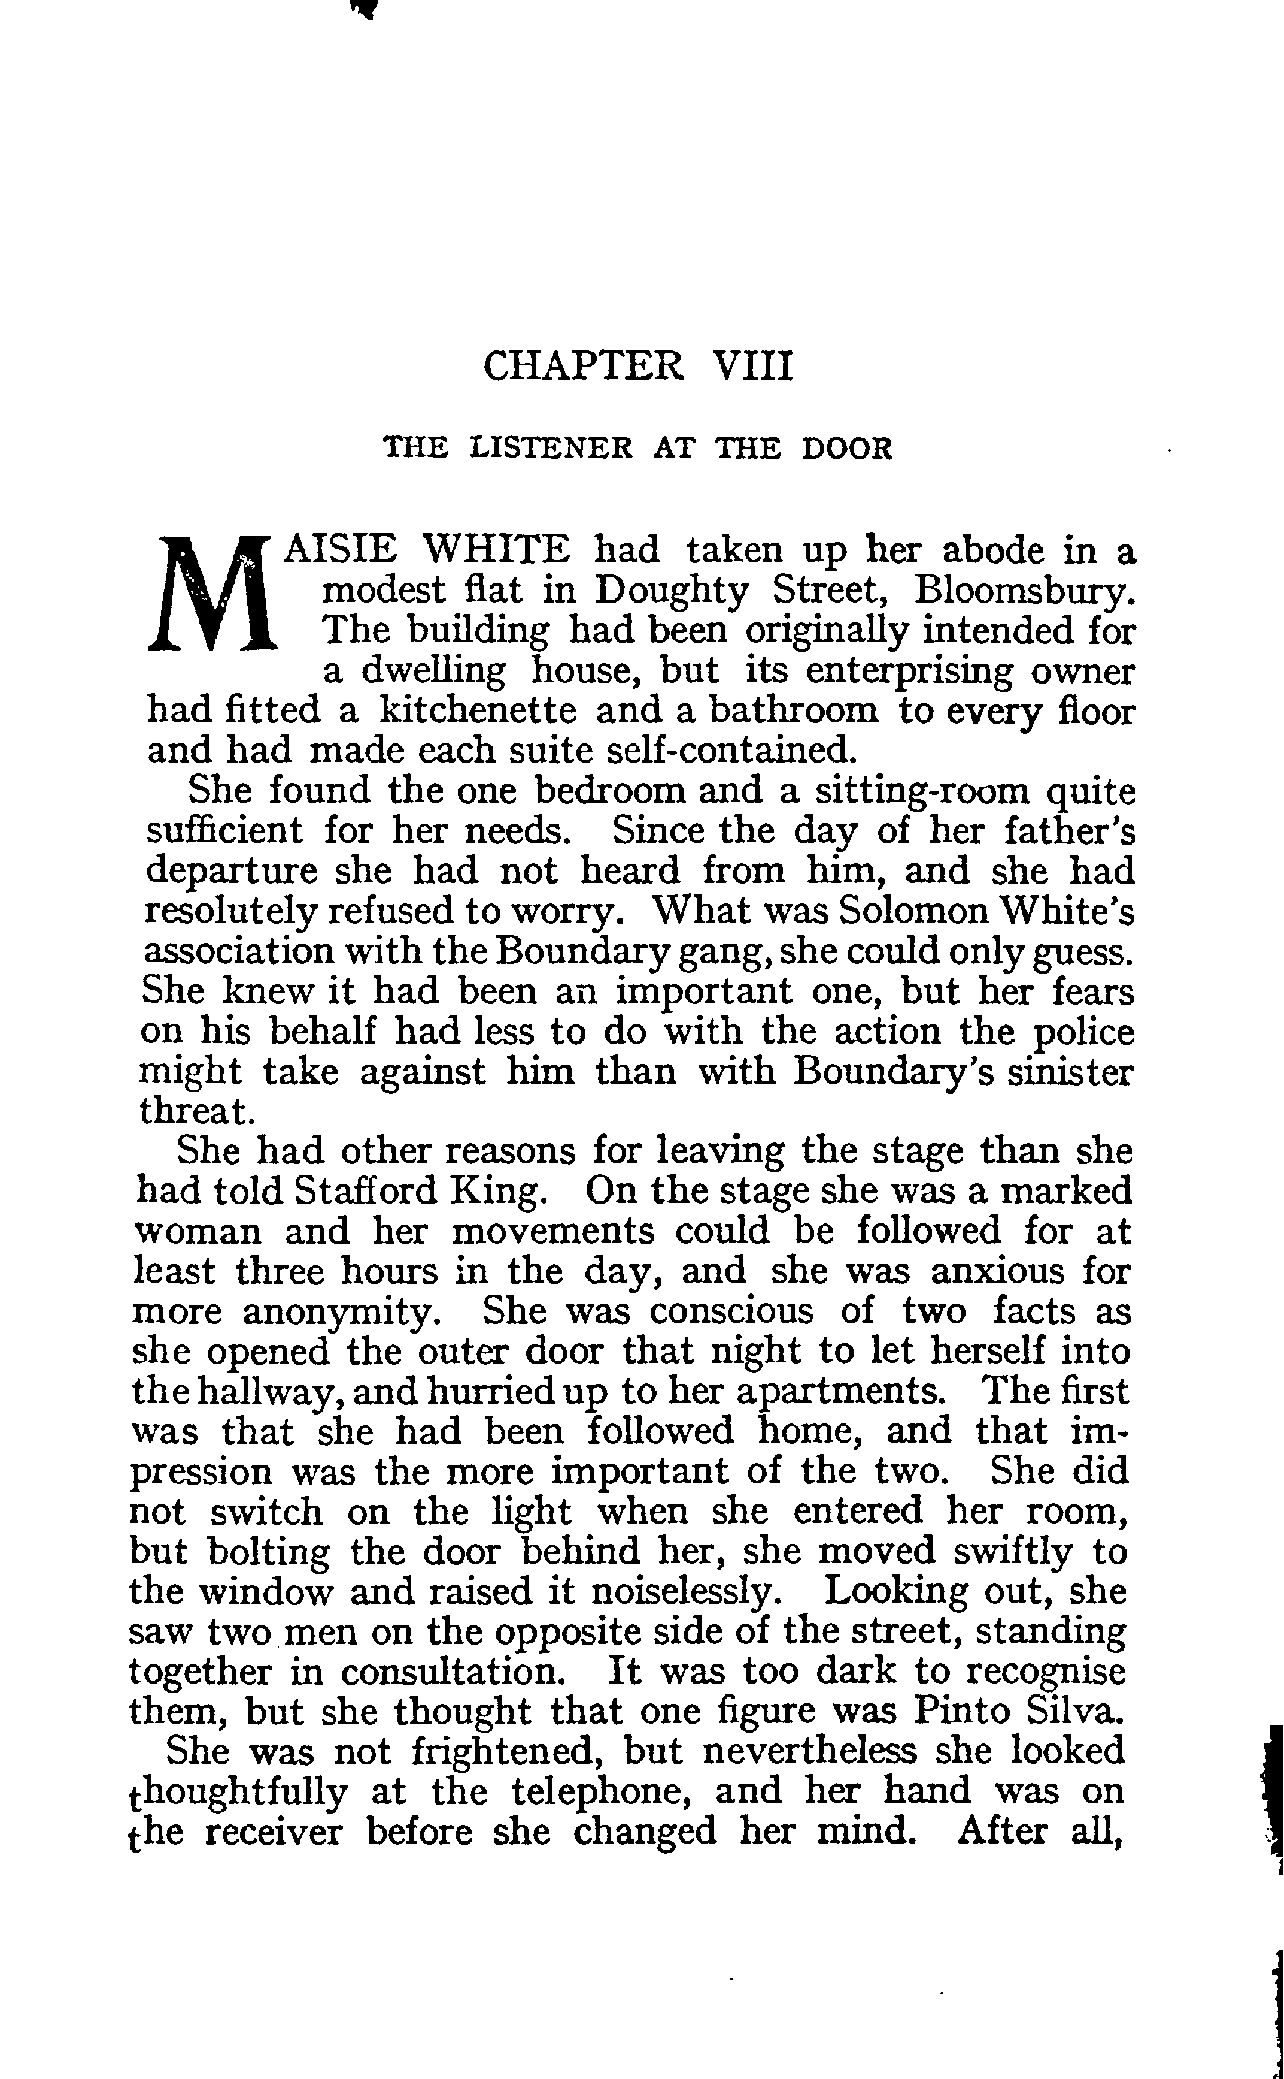 CHAPTER VIII
THE LISTENER AT THE DOOR
MAISIE WHITE had taken up her abode in a
modest flat in Doughty Street, Bloomsbury.
The building had been originally intended for
a dwelling house, but its enterprising owner
had fitted a kitchenette and a bathroom to every floor
and had made each suite self-contained.
She found the one bedroom and a sitting-room quite
sufficient for her needs. Since the day of her father's
departure she had not heard from him, and she had
resolutely refused to worry. What was Solomon White's
association with the Boundary gang, she could only guess.
She knew it had been an important one, but her fears
on his behalf had less to do with the action the police
might take against him than with Boundary's sinister
threat.
She had other reasons for leaving the stage than she
had told Stafford King. On the stage she was a marked
woman and her movements could be followed for at
least three hours in the day, and she was anxious for
more anonymity. She was conscious of two facts as
she opened the outer door that night to let herself into
the hallway, and hurried up to her apartments. The first
was that she had been followed home, and that im-
pression was the more important of the two. She did
not switch on the light when she entered her room,
but bolting the door behind her, she moved swiftly to
the window and raised it noiselessly. Looking out, she
saw two men on the opposite side of the street, standing
together in consultation. It was too dark to recognise
them, but she thought that one figure was Pinto Silva.
She was not frightened, but nevertheless she looked
thoughtfully at the telephone, and her hand was on
the receiver before she changed her mind. After all,